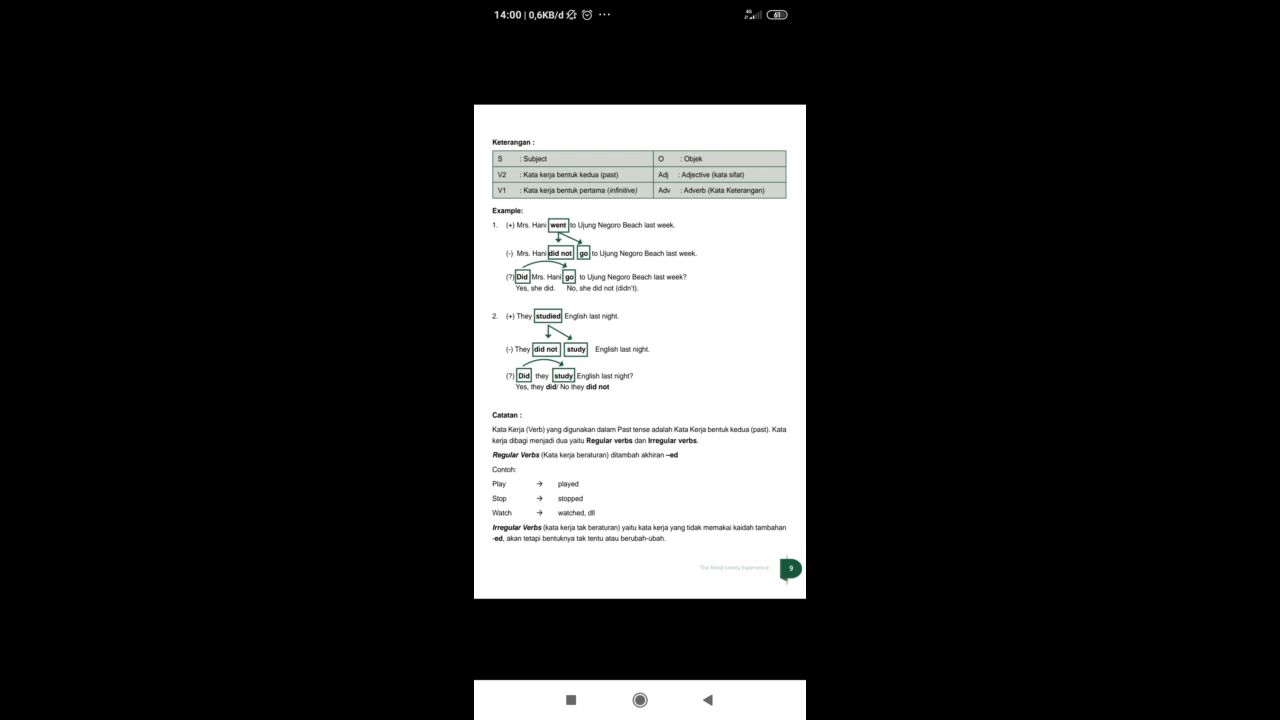 14:00 | 0,6KB/d
4G
61
Keterangan :
S : Subject O : Objek
V2 : Kata kerja bentuk kedua (past) Adj : Adjective (kata sifat)
V1 : Kata kerja bentuk pertama (infinitive) Adv : Adverb (Kata Keterangan)
Example:
1. (+) Mrs. Hani went to Ujung Negoro Beach last week.
(-) Mrs. Hani did not go to Ujung Negoro Beach last week.
(?) Did Mrs. Hani go to Ujung Negoro Beach last week?
Yes, she did. No, she did not (didn't).
2. (+) They studied English last night.
(-) They did not study English last night.
(?) Did they study English last night?
Yes, they did/ No they did not
Catatan :
Kata Kerja (Verb) yang digunakan dalam Past tense adalah Kata Kerja bentuk kedua (past). Kata
kerja dibagi menjadi dua yaitu Regular verbs dan Irregular verbs.
Regular Verbs (Kata kerja beraturan) ditambah akhiran –ed
Contoh:
Play → played
Stop → stopped
Watch → watched, dll
Irregular Verbs (kata kerja tak beraturan) yaitu kata kerja yang tidak memakai kaidah tambahan
-ed, akan tetapi bentuknya tak tentu atau berubah-ubah.
The Most Lovely Experience 9